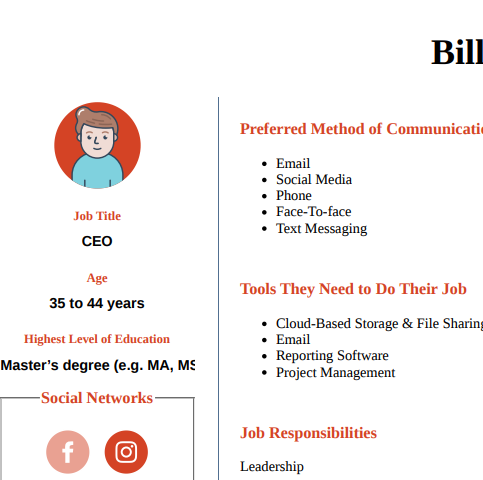 Bill
Job Title
CEO
Age
35 to 44 years
Highest Level of Education
Master's degree (e.g. MA, MS
Social Networks
Preferred Method of Communicatio
Email
Social Media
Phone
Face-To-face
Text Messaging
Tools They Need to Do Their Job
Cloud-Based Storage & File Sharing
Email
Reporting Software
Project Management
Job Responsibilities
Leadership